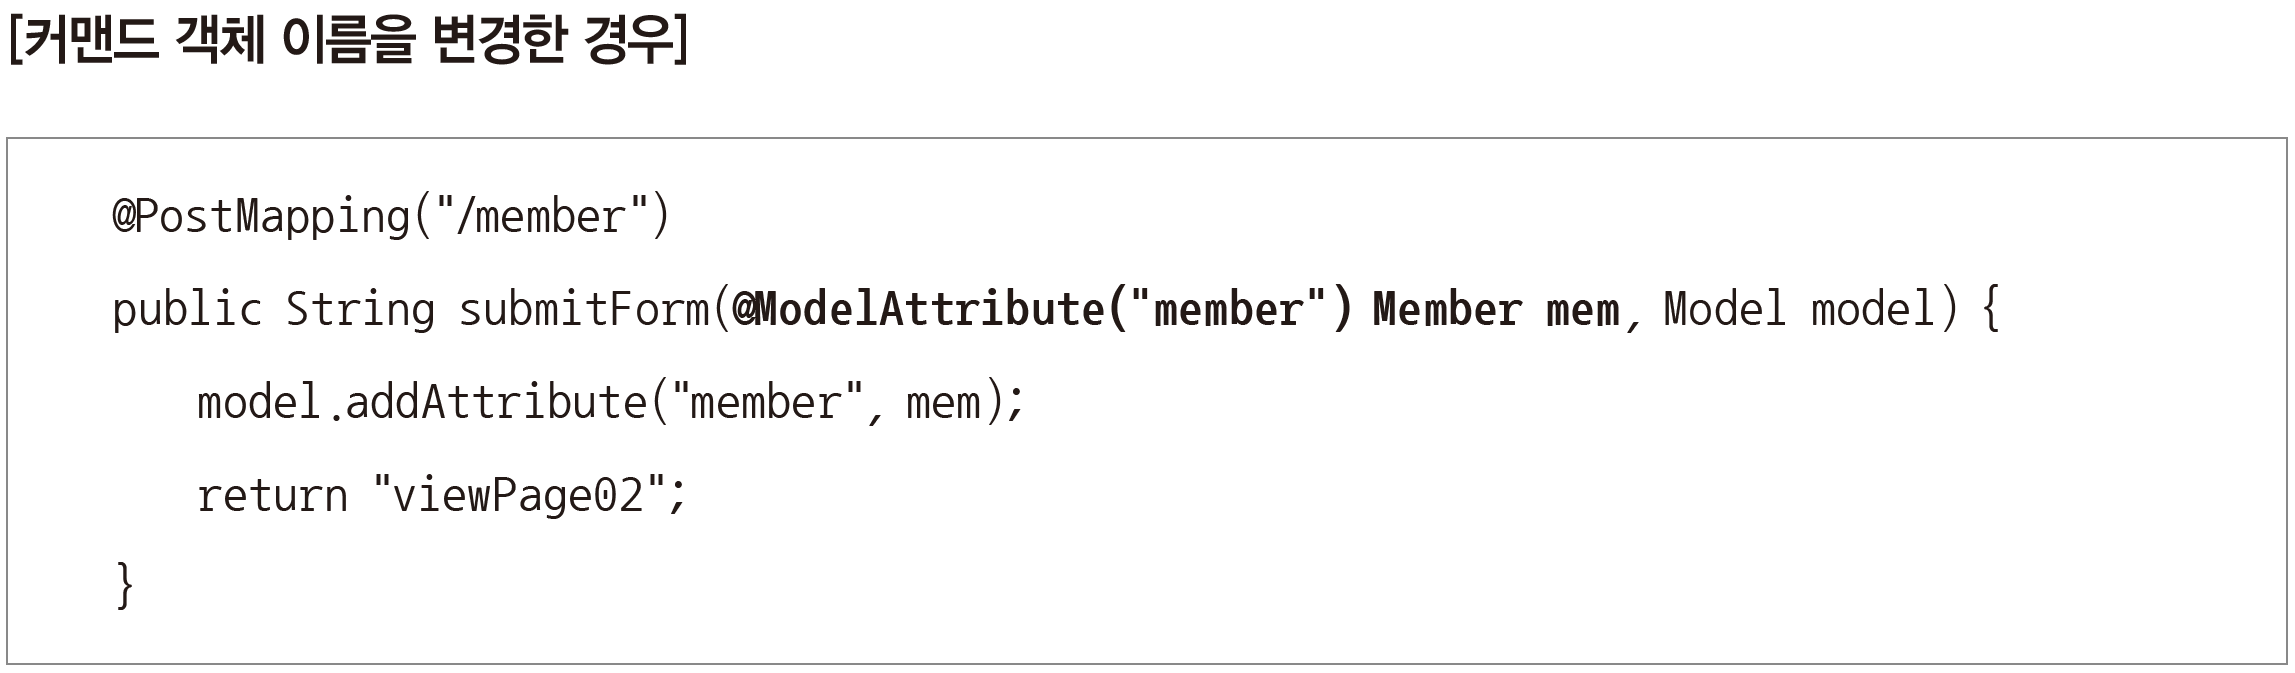 [커맨드 객체 이름을 변경한 경우]
@PostMapping("/member")
public String submitForm(@ModelAttribute("member") Member mem, Model model) {
model.addAttribute("member", mem);
return "viewPage02";
}